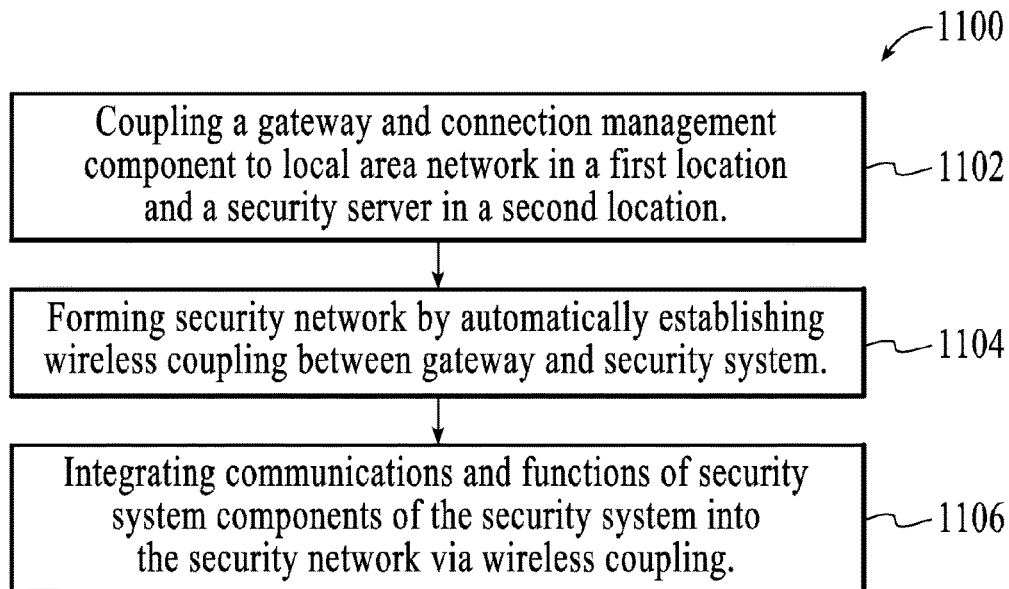 1100
Coupling a gateway and connection management
component to local area network in a first location
and a security server in a second location.
1102
Forming security network by automatically establishing
wireless coupling between gateway and security system.
1104
Integrating communications and functions of security
system components of the security system into
the security network via wireless coupling.
1106